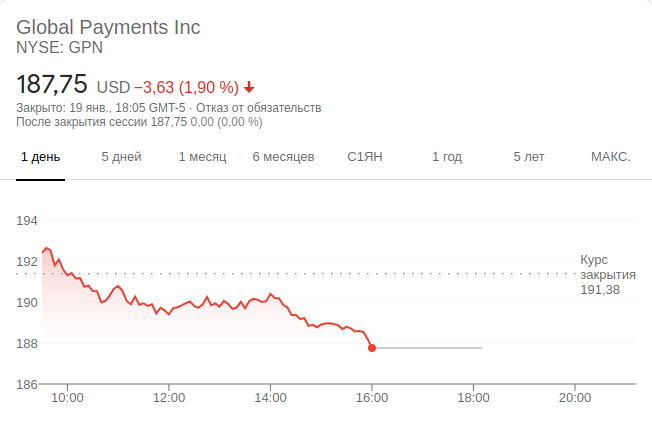 Global Payments Inc
NYSE: GPN
187,75 USD −3,63 (1,90 %)
Закрыто: 19 янв., 18:05 GMT-5 · Отказ от обязательств
После закрытия сессии 187,75 0,00 (0,00 %)
1 день 5 дней 1 месяц 6 месяцев С1ЯН 1 год 5 лет МАКС.
194
192
190
188
186
Курс
закрытия
191,38
10:00 12:00 14:00 16:00 18:00 20:00